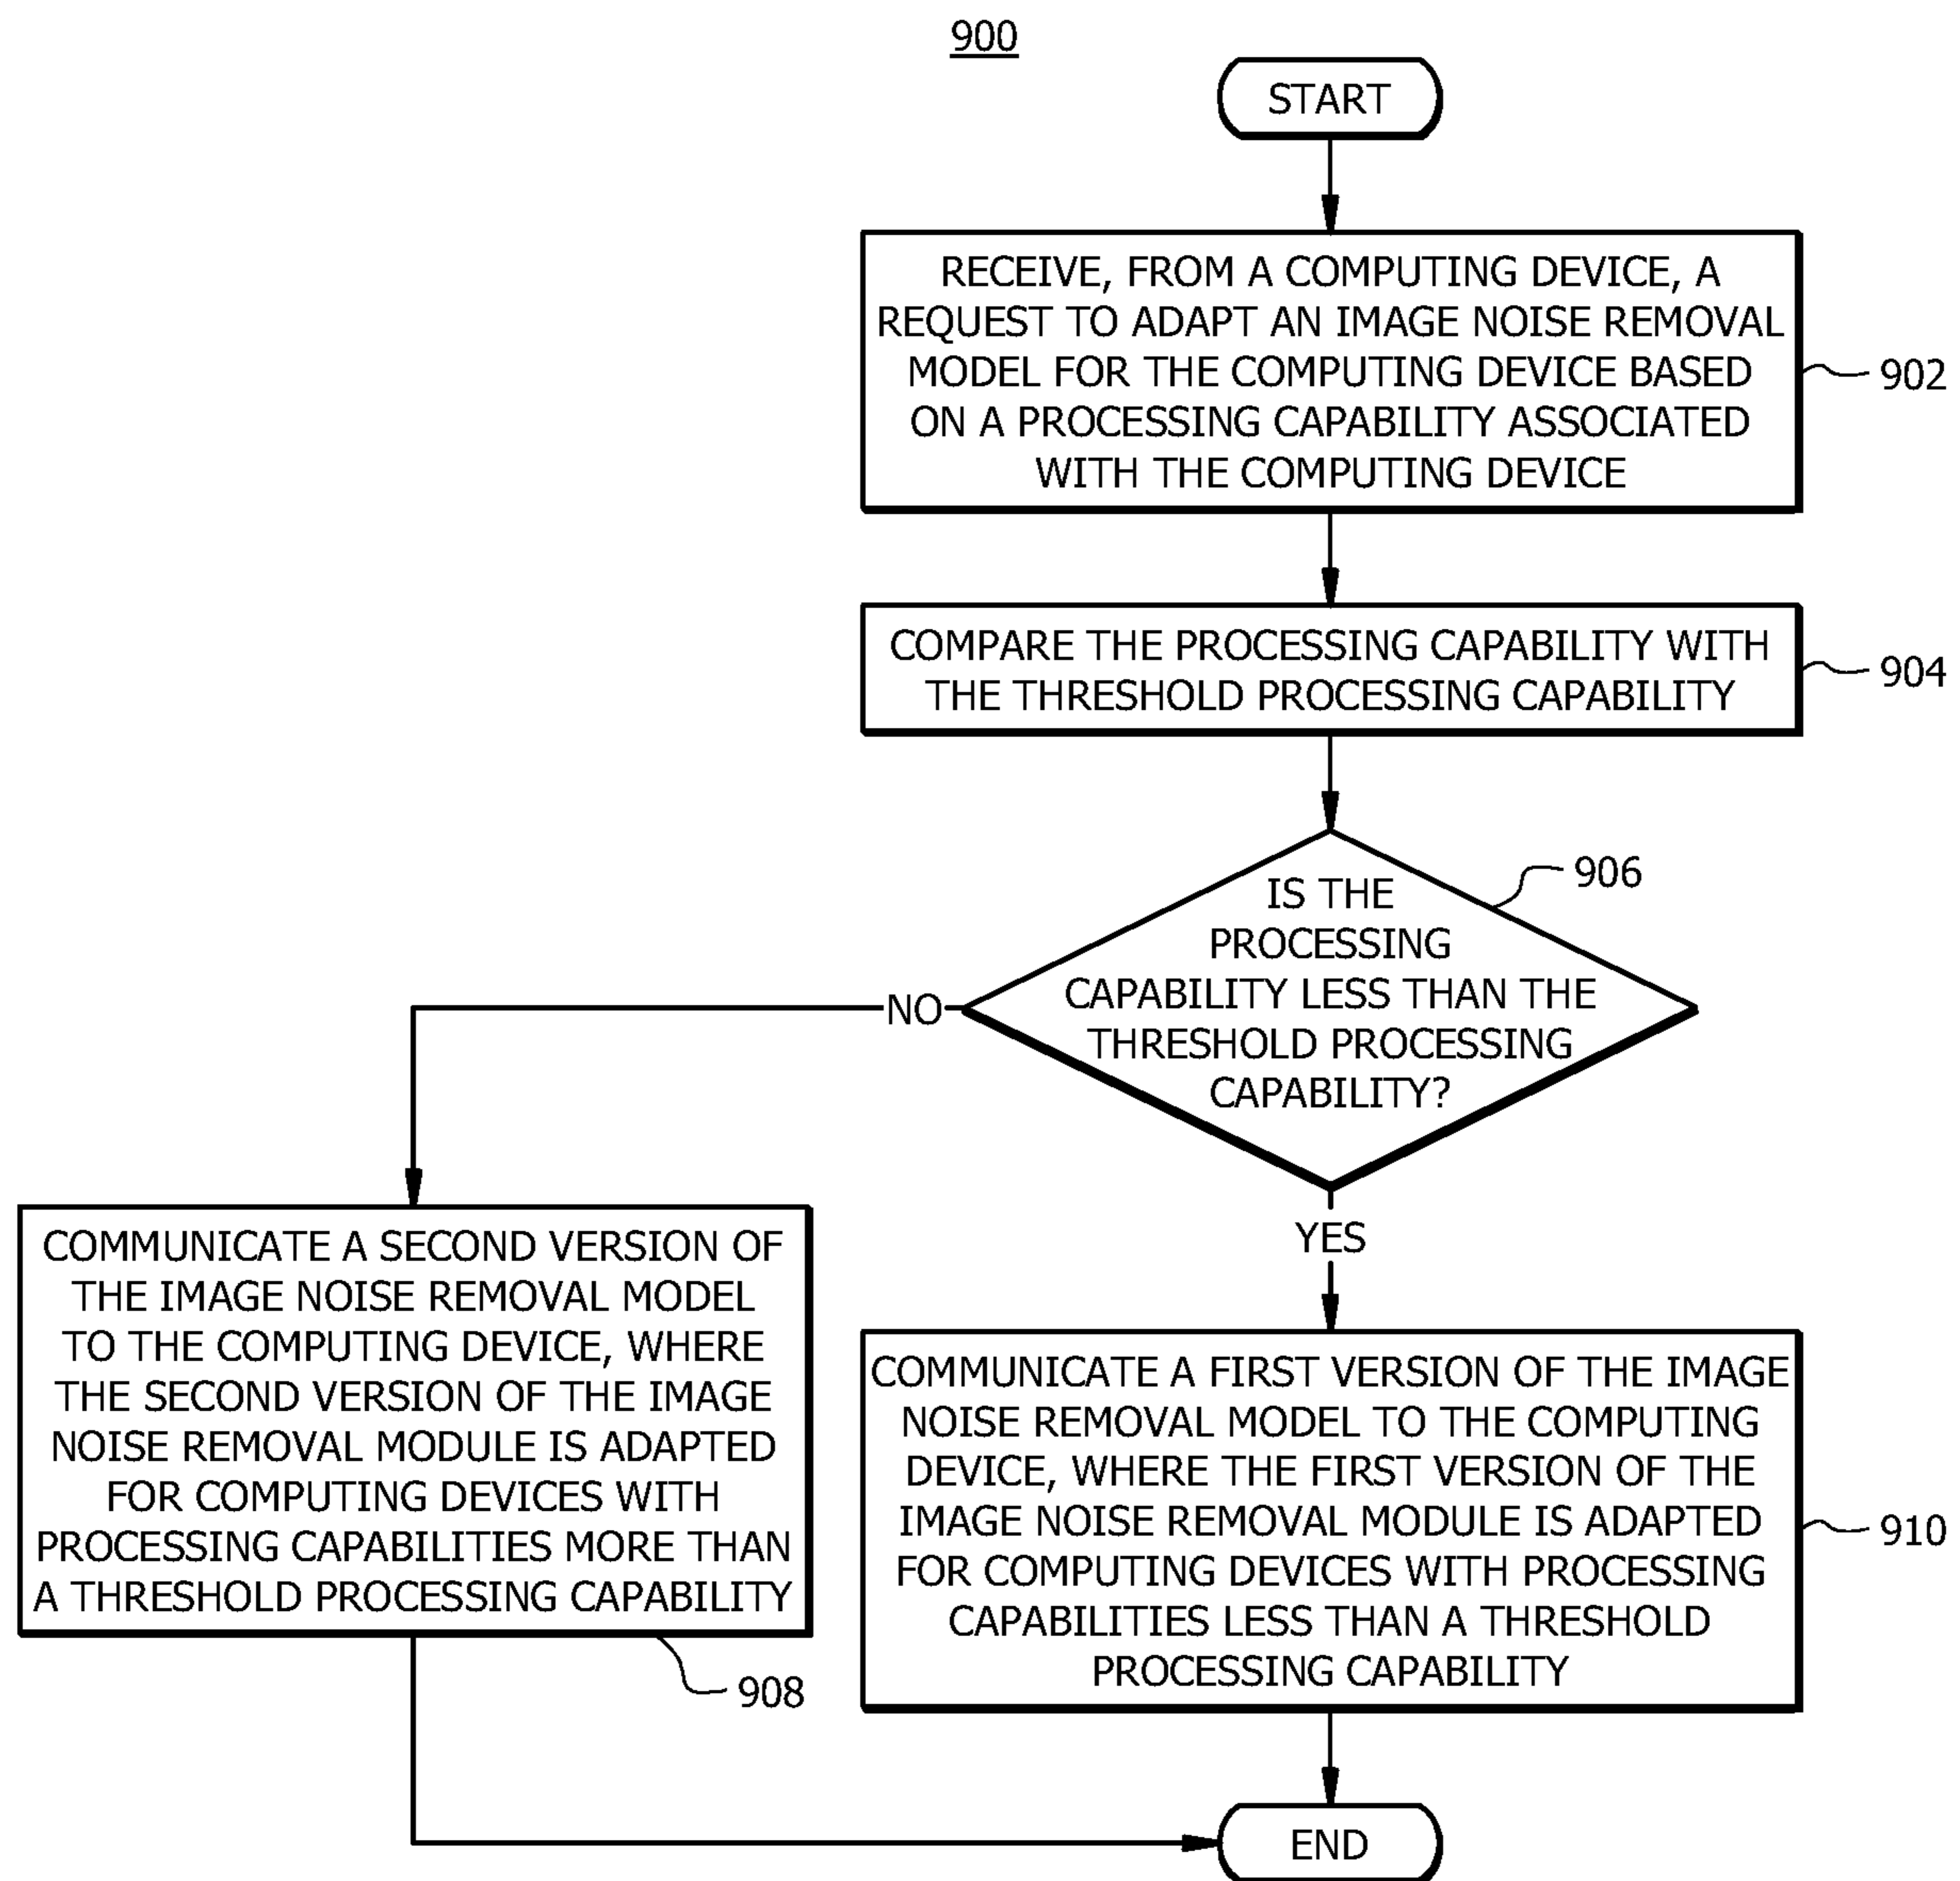 900
START
RECEIVE, FROM A COMPUTING DEVICE, A
REQUEST TO ADAPT AN IMAGE NOISE REMOVAL
MODEL FOR THE COMPUTING DEVICE BASED
ON A PROCESSING CAPABILITY ASSOCIATED
WITH THE COMPUTING DEVICE
902
COMPARE THE PROCESSING CAPABILITY WITH
THE THRESHOLD PROCESSING CAPABILITY
904
IS THE
PROCESSING
CAPABILITY LESS THAN THE
THRESHOLD PROCESSING
CAPABILITY?
906
NO
YES
COMMUNICATE A SECOND VERSION OF
THE IMAGE NOISE REMOVAL MODEL
TO THE COMPUTING DEVICE, WHERE
THE SECOND VERSION OF THE IMAGE
NOISE REMOVAL MODULE IS ADAPTED
FOR COMPUTING DEVICES WITH
PROCESSING CAPABILITIES MORE THAN
A THRESHOLD PROCESSING CAPABILITY
908
COMMUNICATE A FIRST VERSION OF THE IMAGE
NOISE REMOVAL MODEL TO THE COMPUTING
DEVICE, WHERE THE FIRST VERSION OF THE
IMAGE NOISE REMOVAL MODULE IS ADAPTED
FOR COMPUTING DEVICES WITH PROCESSING
CAPABILITIES LESS THAN A THRESHOLD
PROCESSING CAPABILITY
910
END